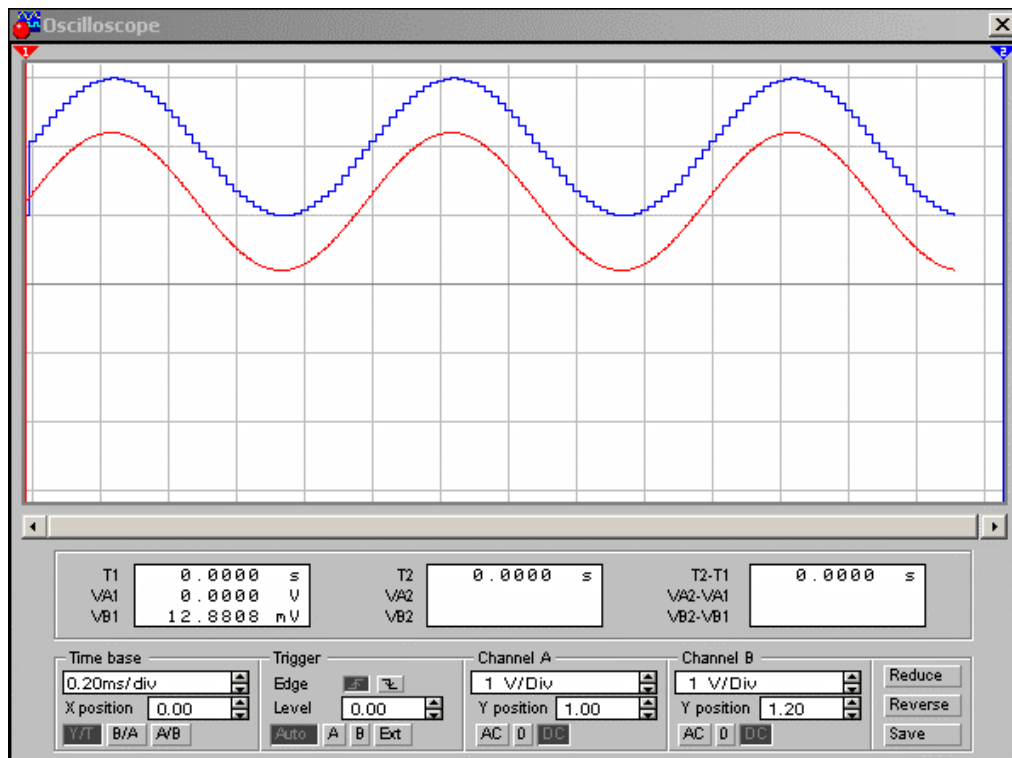 Oscilloscope
1 2
T1 0.0000 s T2 0.0000 s T2-T1 0.0000 s
VA1 0.0000 V VA2 VA2-VA1
VB1 12.8808 mV VB2 VB2-VB1
Time base Trigger Channel A Channel B
0.20ms/div Edge 1 V/Div 1 V/Div Reduce
X position 0.00 Level 0.00 Y position 1.00 Y position 1.20 Reverse
Y/T B/A A/B Auto A B Ext AC 0 DC AC 0 DC Save